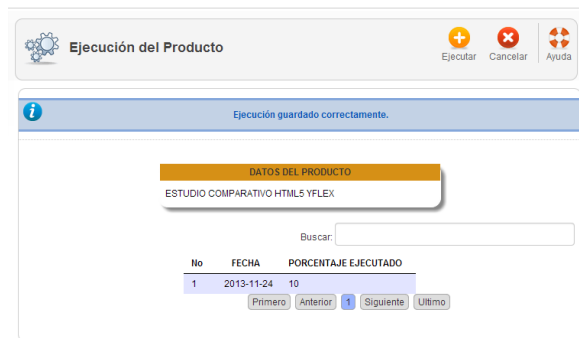 Ejecución del Producto
Ejecutar Cancelar Ayuda
Ejecución guardado correctamente.
DATOS DEL PRODUCTO
ESTUDIO COMPARATIVO HTML5 YFLEX
Buscar:
No FECHA PORCENTAJE EJECUTADO
1 2013-11-24 10
Primero Anterior 1 Siguiente Ultimo